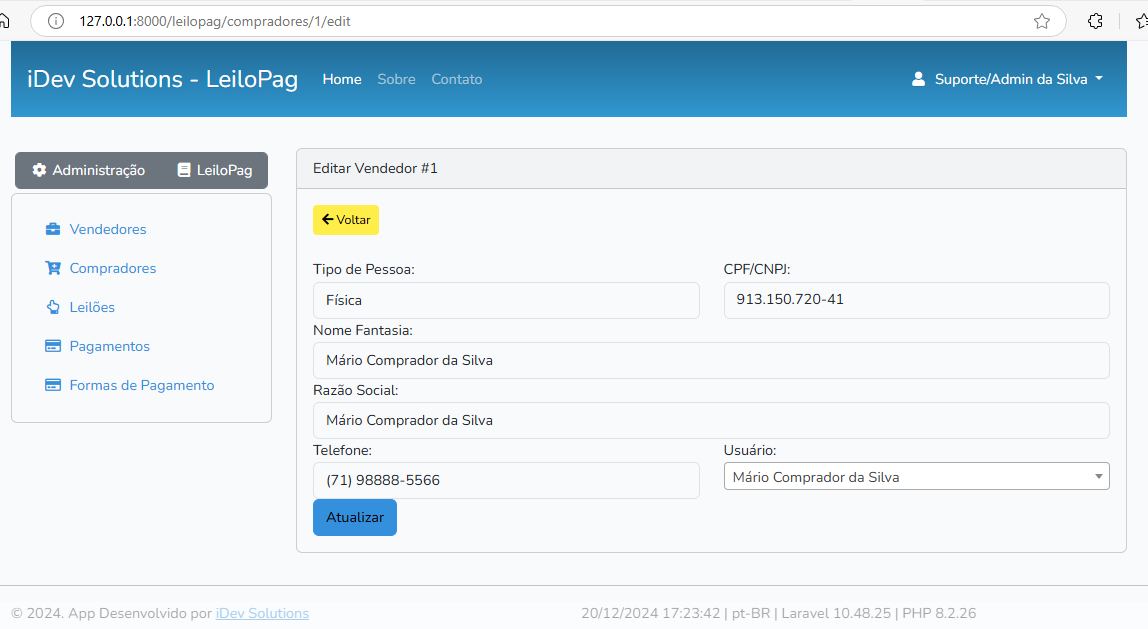 127.0.0.1:8000/leilopag/compradores/1/edit
iDev Solutions - LeiloPag Home Sobre Contato Suporte/Admin da Silva
Administração LeiloPag
Vendedores
Compradores
Leilões
Pagamentos
Formas de Pagamento
Editar Vendedor #1
Voltar
Tipo de Pessoa: CPF/CNPJ:
Física 913.150.720-41
Nome Fantasia:
Mário Comprador da Silva
Razão Social:
Mário Comprador da Silva
Telefone: Usuário:
(71) 98888-5566 Mário Comprador da Silva
Atualizar
© 2024. App Desenvolvido por iDev Solutions 20/12/2024 17:23:42 | pt-BR | Laravel 10.48.25 | PHP 8.2.26